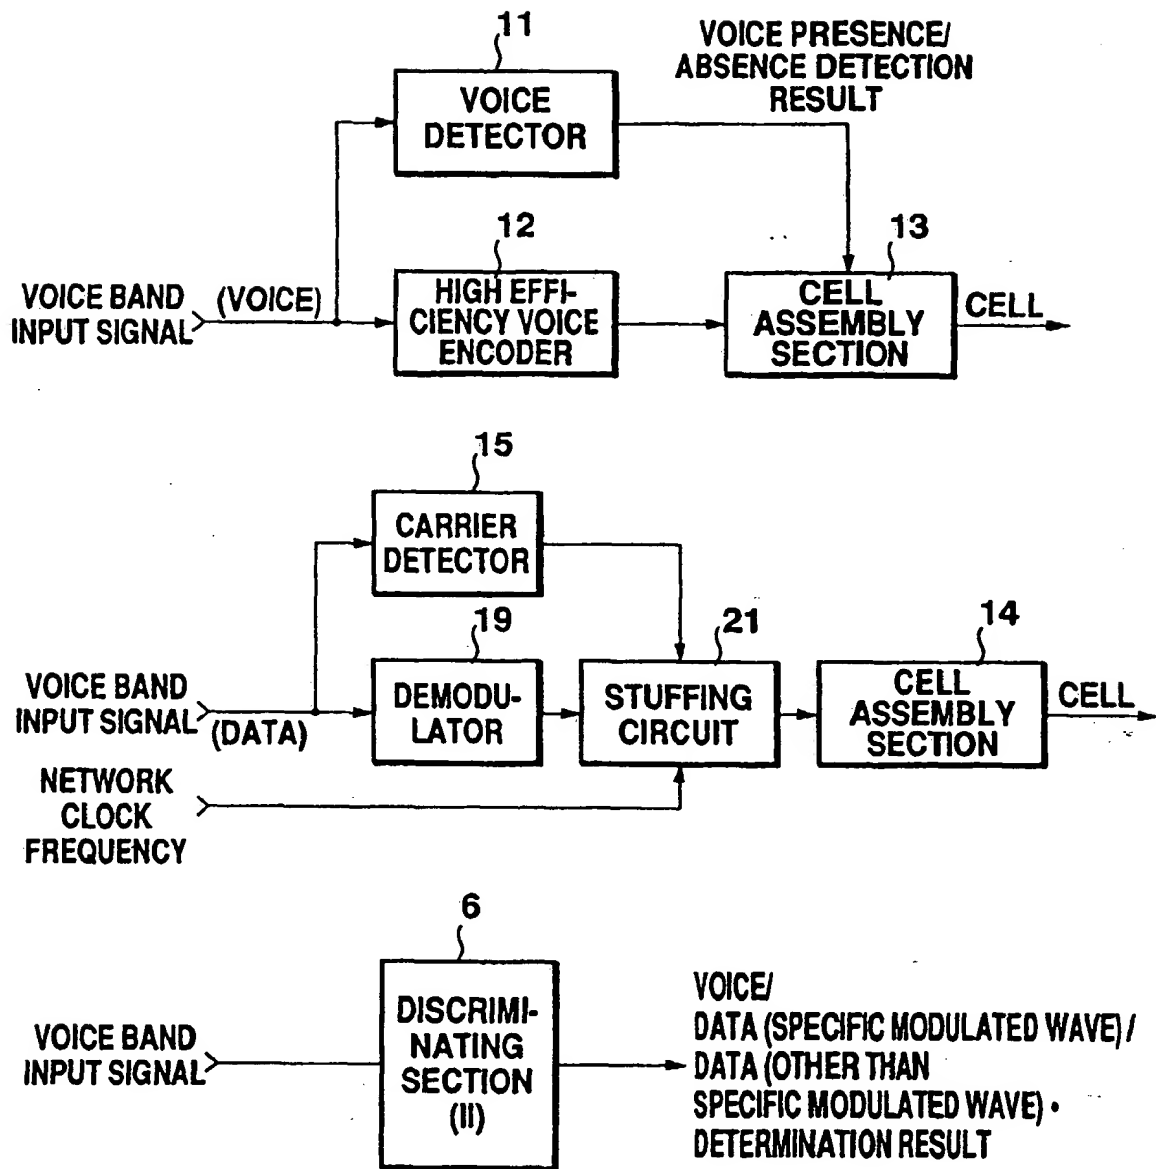 11
VOICE PRESENCE/
ABSENCE DETECTION
RESULT
VOICE
DETECTOR
12
13
VOICE BAND
INPUT SIGNAL
(VOICE)
HIGH EFFI-
CIENCY VOICE
ENCODER
CELL
ASSEMBLY
SECTION
CELL
15
CARRIER
DETECTOR
19
21
14
VOICE BAND
INPUT SIGNAL
(DATA)
DEMODU-
LATOR
STUFFING
CIRCUIT
CELL
ASSEMBLY
SECTION
CELL
NETWORK
CLOCK
FREQUENCY
6
VOICE BAND
INPUT SIGNAL
DISCRIMI-
NATING
SECTION
(II)
VOICE/
DATA (SPECIFIC MODULATED WAVE) /
DATA (OTHER THAN
SPECIFIC MODULATED WAVE) •
DETERMINATION RESULT